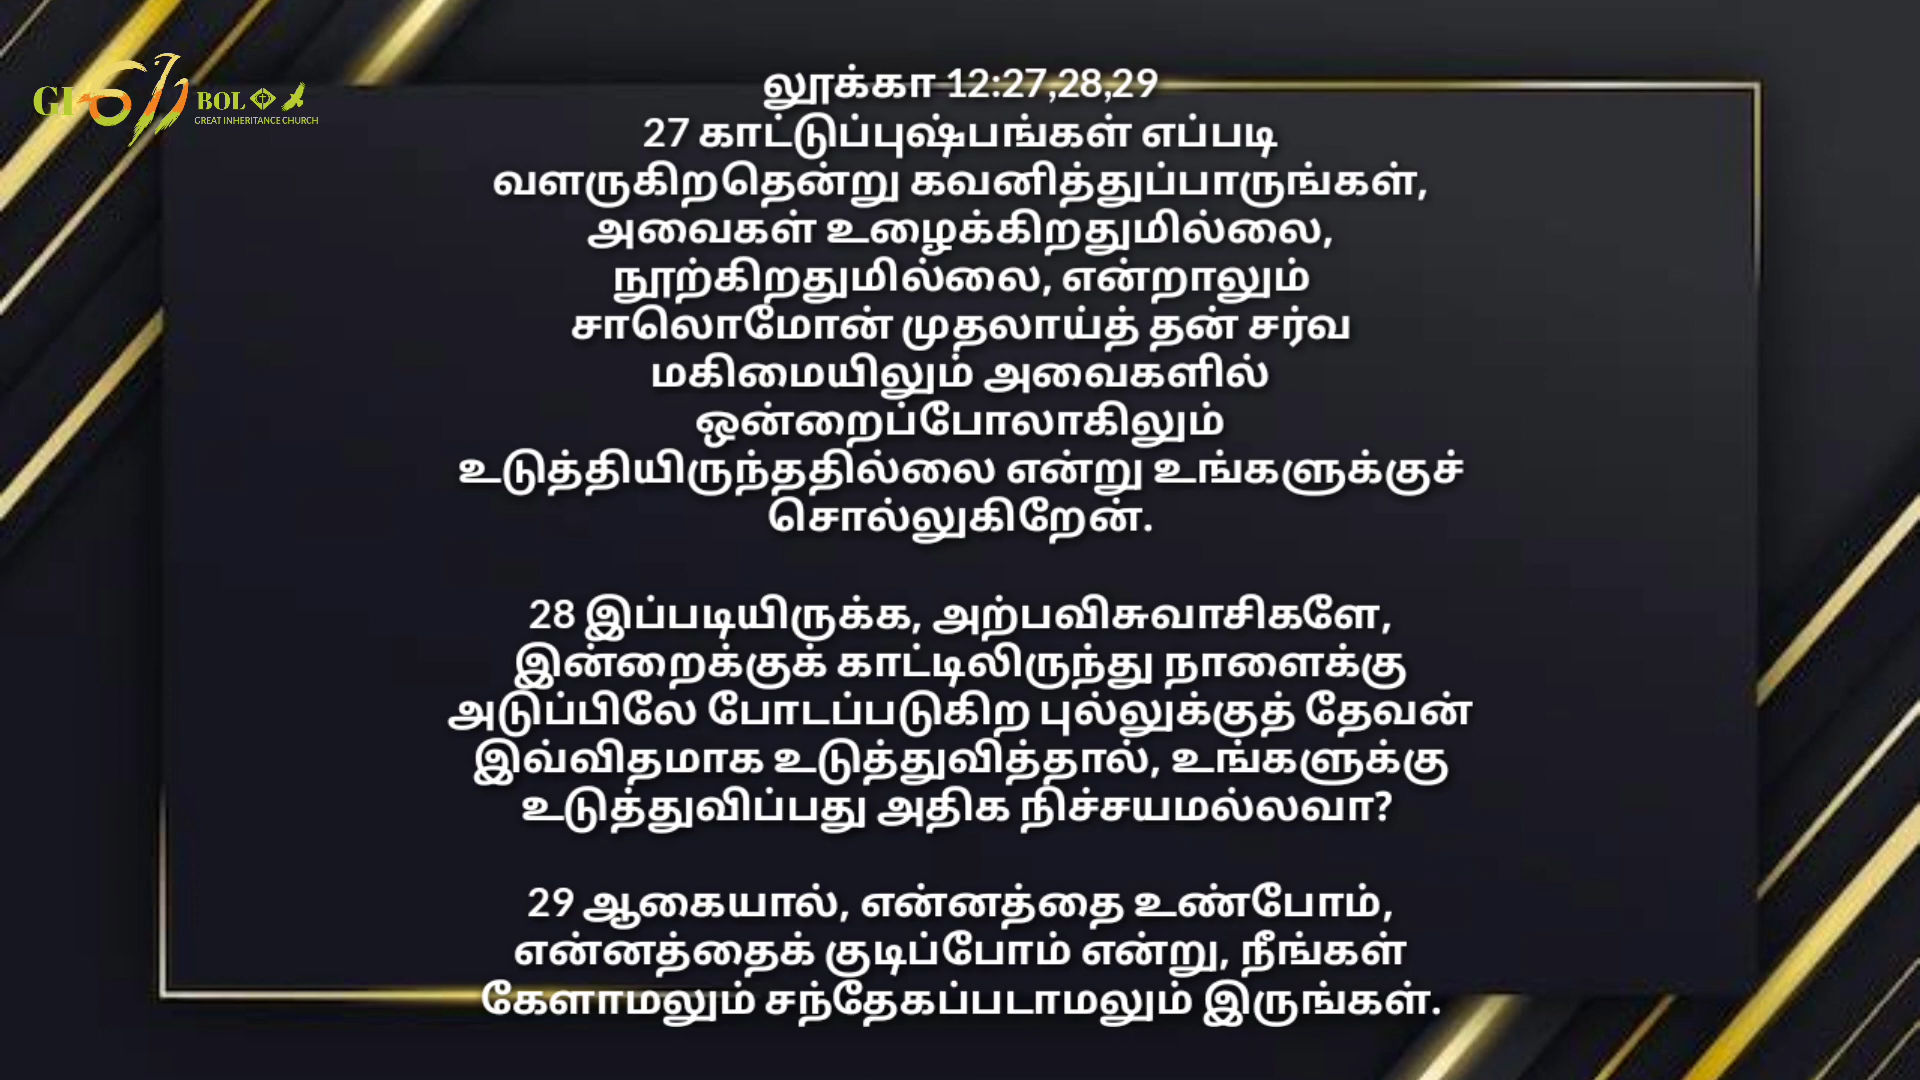 GI
BOL
GREAT INHERITANCE CHURCH
லூக்கா 12:27,28,29
27 காட்டுப்புஷ்பங்கள் எப்படி
வளருகிறதென்று கவனித்துப்பாருங்கள்,
அவைகள் உழைக்கிறதுமில்லை,
நூற்கிறதுமில்லை, என்றாலும்
சாலொமோன் முதலாய்த் தன் சர்வ
மகிமையிலும் அவைகளில்
ஒன்றைப்போலாகிலும்
உடுத்தியிருந்ததில்லை என்று உங்களுக்குச்
சொல்லுகிறேன்.
28 இப்படியிருக்க, அற்பவிசுவாசிகளே,
இன்றைக்குக் காட்டிலிருந்து நாளைக்கு
அடுப்பிலே போடப்படுகிற புல்லுக்குத் தேவன்
இவ்விதமாக உடுத்துவித்தால், உங்களுக்கு
உடுத்துவிப்பது அதிக நிச்சயமல்லவா?
29 ஆகையால், என்னத்தை உண்போம்,
என்னத்தைக் குடிப்போம் என்று, நீங்கள்
கேளாமலும் சந்தேகப்படாமலும் இருங்கள்.